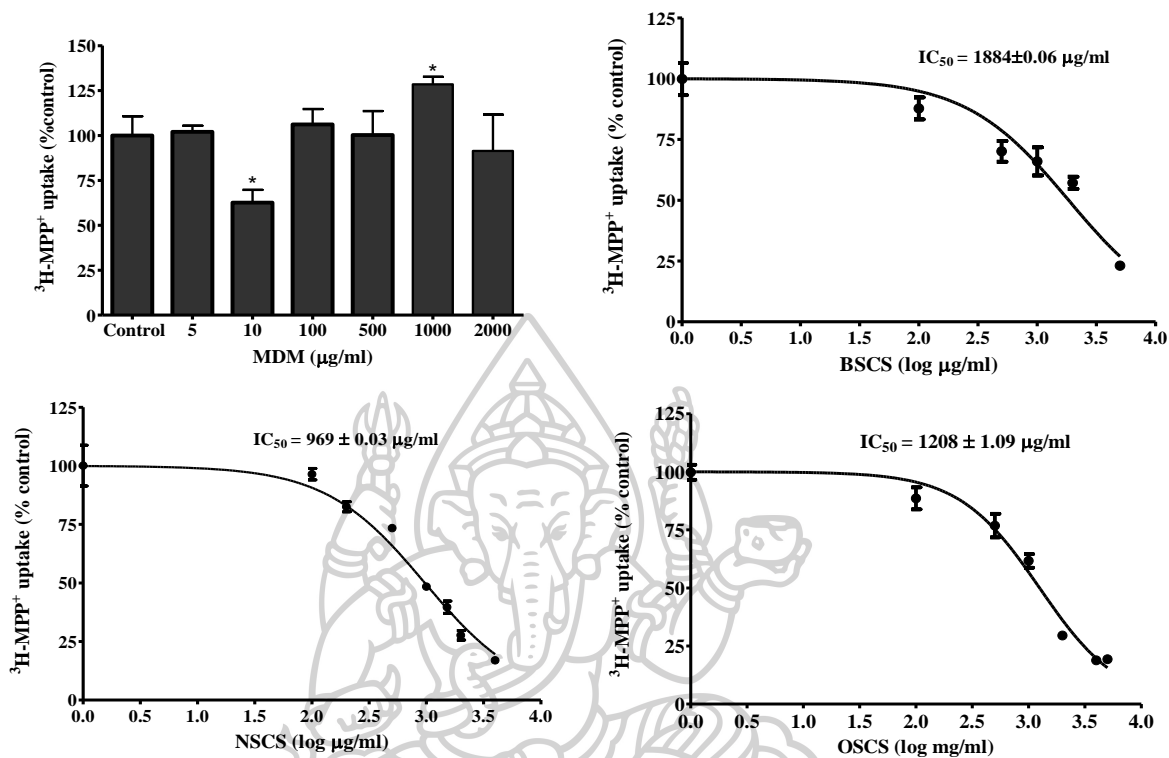 ³H-MPP⁺ uptake (%control)
150
125
100
75
50
25
0
*
*
Control 5 10 100 500 1000 2000
MDM (µg/ml)
³H-MPP⁺ uptake (% control)
125
100
75
50
25
0
IC₅₀ = 1884±0.06 µg/ml
0.0 0.5 1.0 1.5 2.0 2.5 3.0 3.5 4.0
BSCS (log µg/ml)
³H-MPP⁺ uptake (% control)
125
100
75
50
25
0
IC₅₀ = 969 ± 0.03 µg/ml
0.0 0.5 1.0 1.5 2.0 2.5 3.0 3.5 4.0
NSCS (log µg/ml)
³H-MPP⁺ uptake (% control)
125
100
75
50
25
0
IC₅₀ = 1208 ± 1.09 µg/ml
0.0 0.5 1.0 1.5 2.0 2.5 3.0 3.5 4.0
OSCS (log mg/ml)